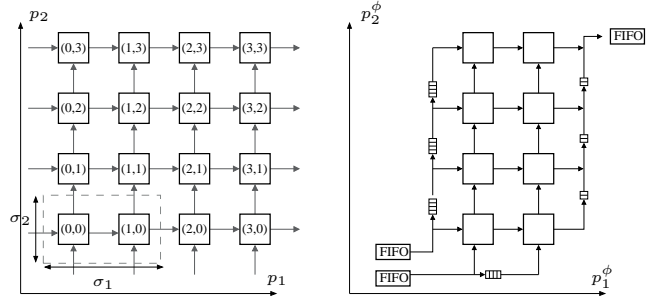 p₂
(0,3) (1,3) (2,3) (3,3)
(0,2) (1,2) (2,2) (3,2)
(0,1) (1,1) (2,1) (3,1)
σ₂
(0,0) (1,0) (2,0) (3,0)
σ₁
p₁
p₂^ϕ
FIFO
FIFO
FIFO
p₁^ϕ